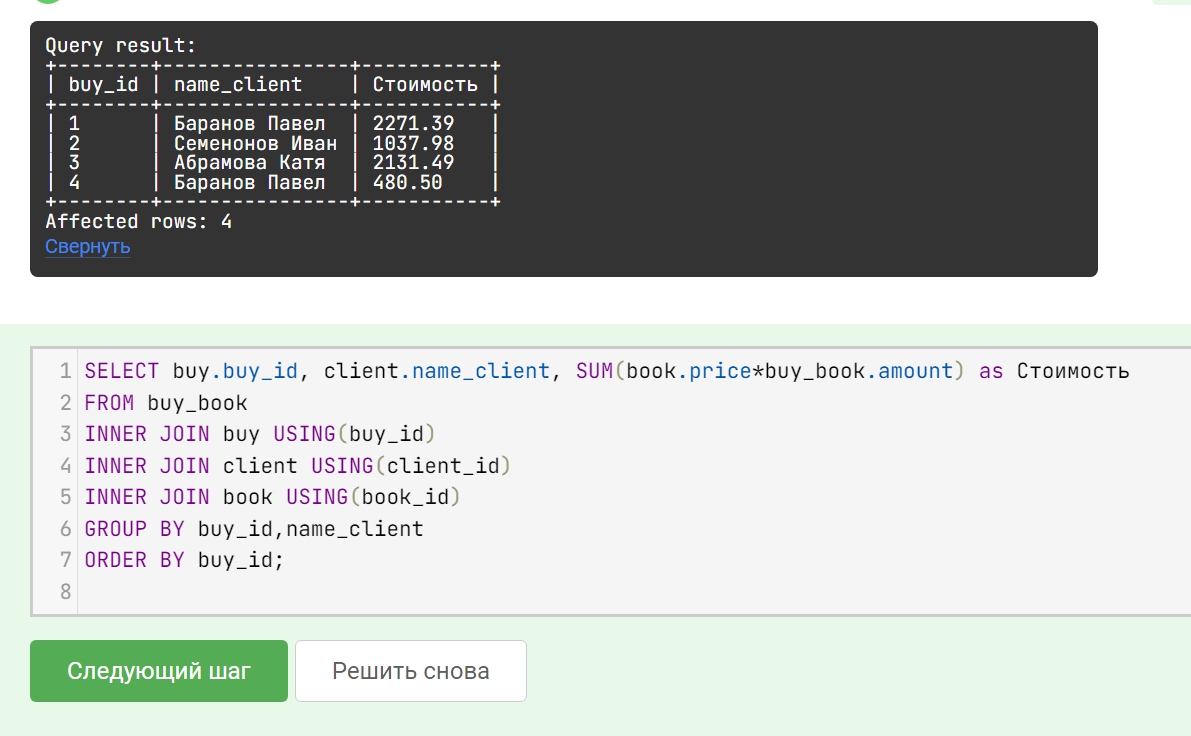 Query result:
+--------+----------------+-----------+
| buy_id | name_client    | Стоимость |
+--------+----------------+-----------+
| 1      | Баранов Павел  | 2271.39   |
| 2      | Семенонов Иван | 1037.98   |
| 3      | Абрамова Катя  | 2131.49   |
| 4      | Баранов Павел  | 480.50    |
+--------+----------------+-----------+
Affected rows: 4
Свернуть
1 SELECT buy.buy_id, client.name_client, SUM(book.price*buy_book.amount) as Стоимость
2 FROM buy_book
3 INNER JOIN buy USING(buy_id)
4 INNER JOIN client USING(client_id)
5 INNER JOIN book USING(book_id)
6 GROUP BY buy_id,name_client
7 ORDER BY buy_id;
8
Следующий шаг
Решить снова